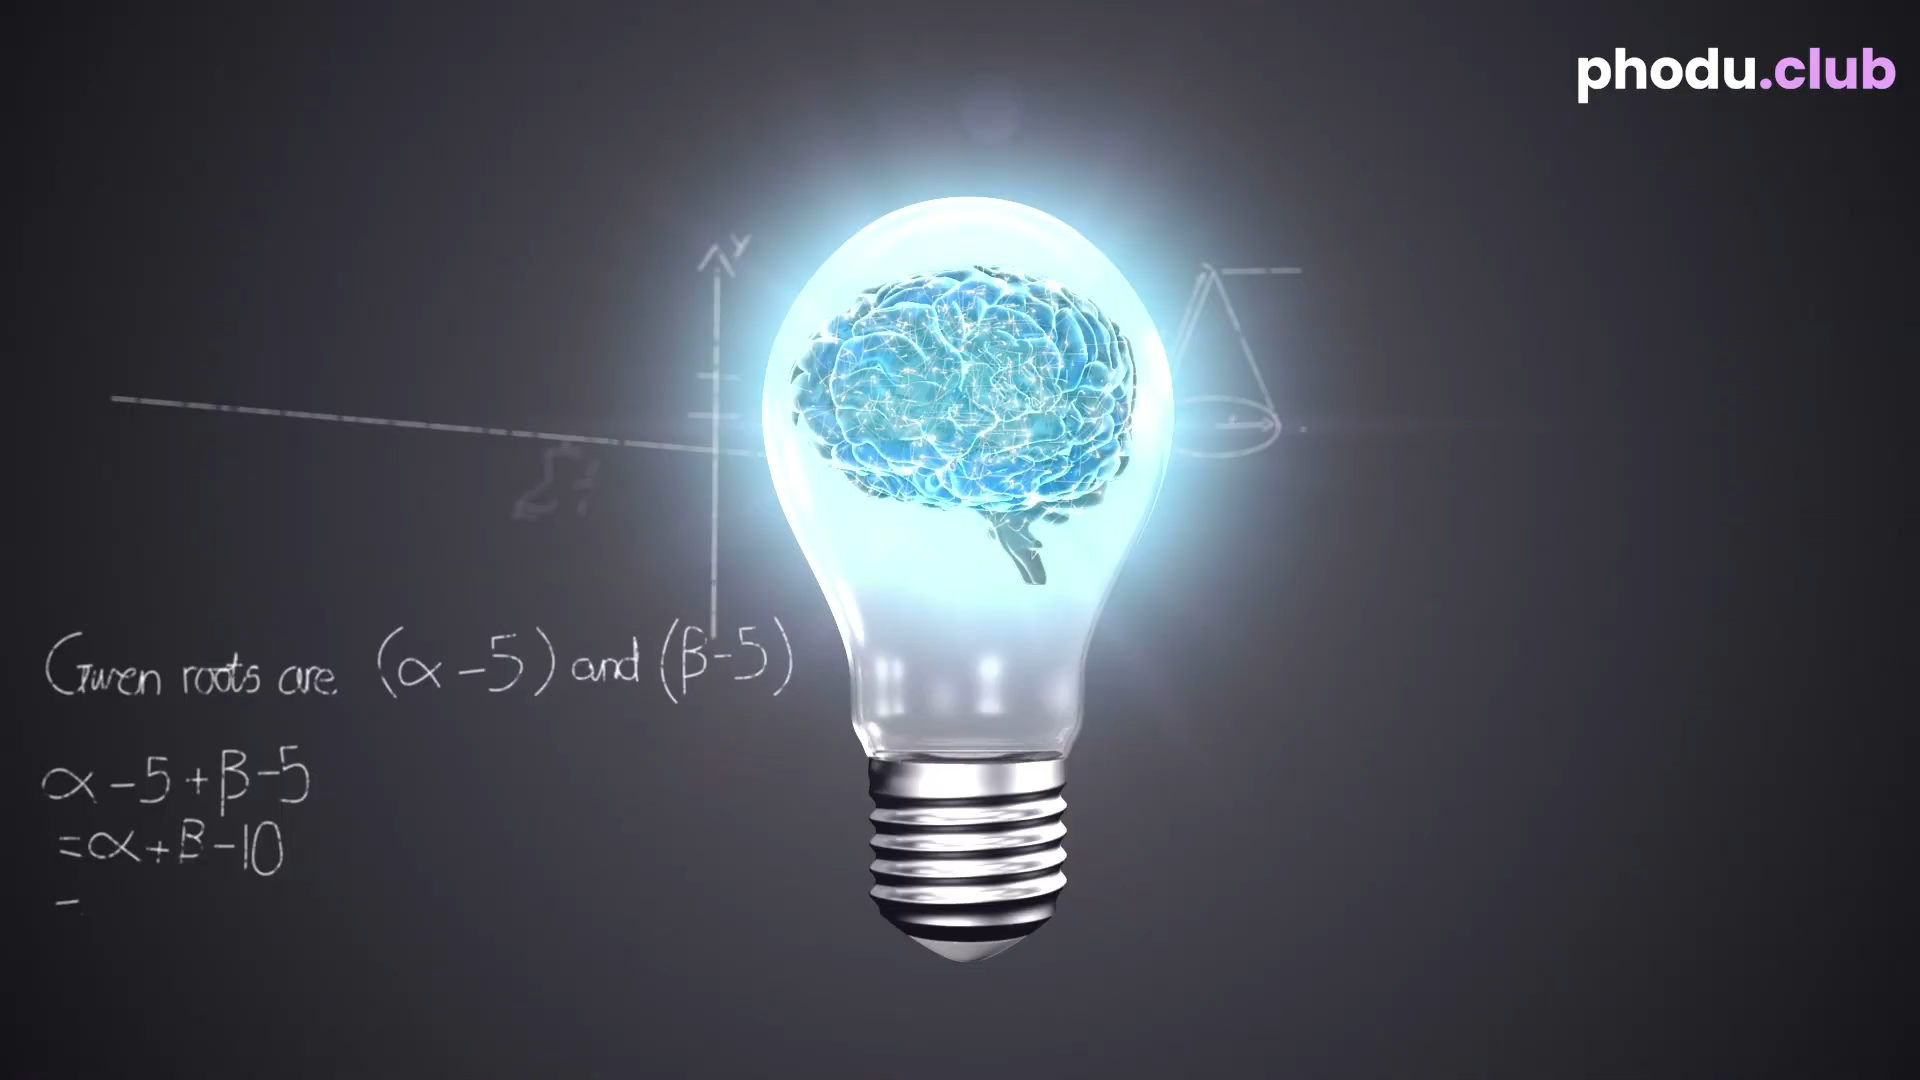 phodu.club
y
Given roots are (α-5) and (β-5)
α-5+β-5
=α+β-10
-